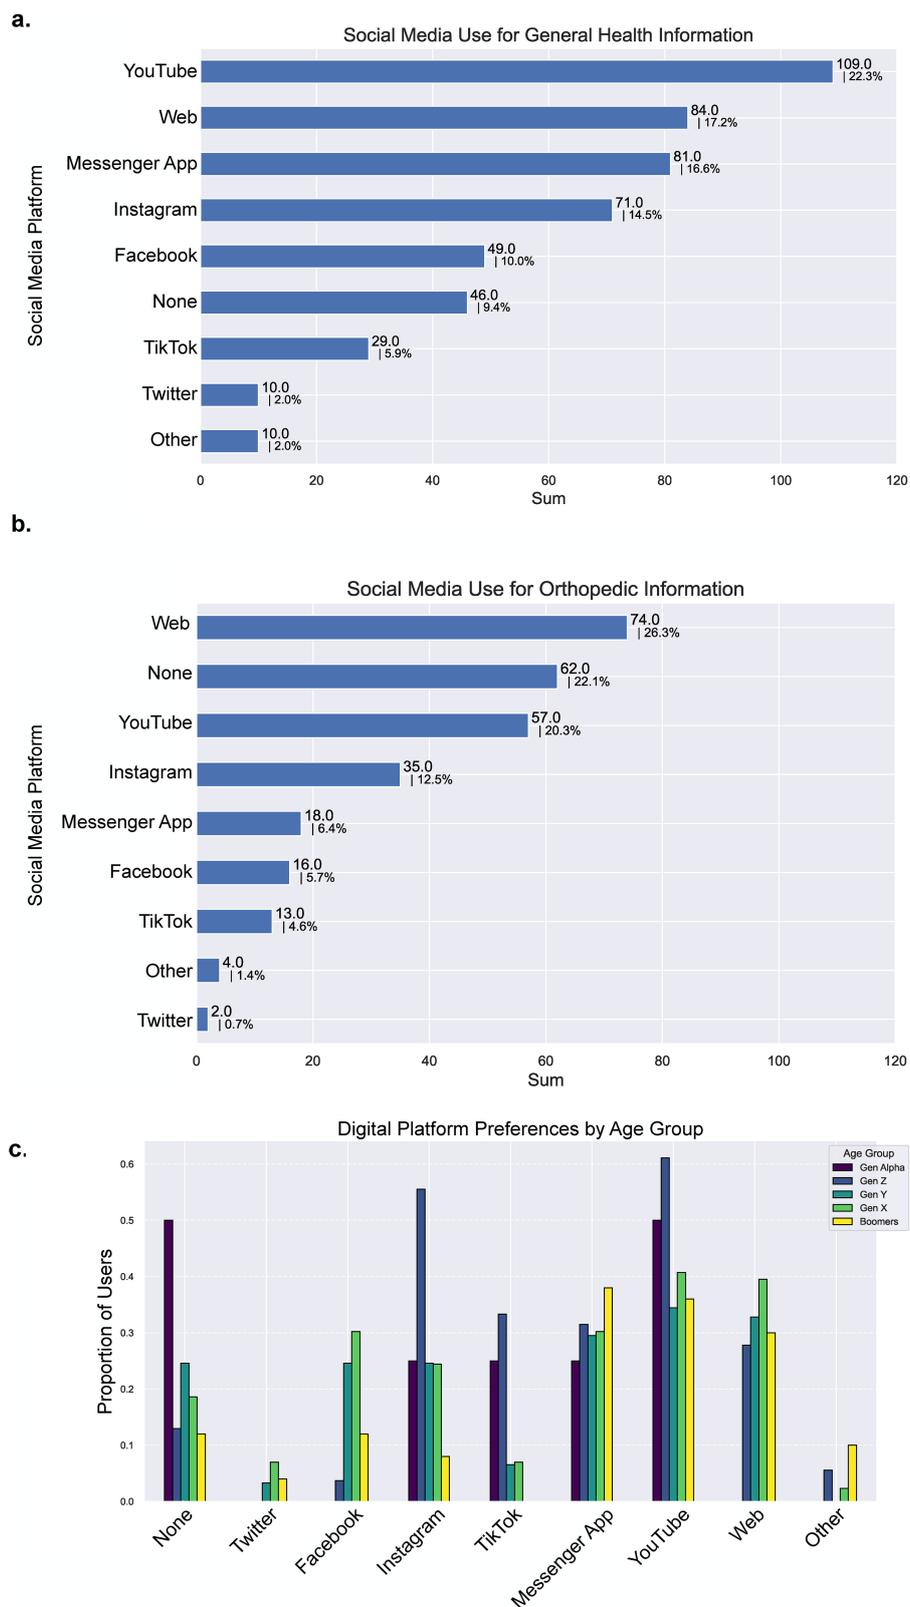 a.
Social Media Use for General Health Information
Social Media Platform
YouTube
109.0
| 22.3%
Web
84.0
| 17.2%
Messenger App
81.0
| 16.6%
Instagram
71.0
| 14.5%
Facebook
49.0
| 10.0%
None
46.0
| 9.4%
TikTok
29.0
| 5.9%
Twitter
10.0
| 2.0%
Other
10.0
| 2.0%
0 20 40 60 80 100 120
Sum
b.
Social Media Use for Orthopedic Information
Social Media Platform
Web
74.0
| 26.3%
None
62.0
| 22.1%
YouTube
57.0
| 20.3%
Instagram
35.0
| 12.5%
Messenger App
18.0
| 6.4%
Facebook
16.0
| 5.7%
TikTok
13.0
| 4.6%
Other
4.0
| 1.4%
Twitter
2.0
| 0.7%
0 20 40 60 80 100 120
Sum
c.
Digital Platform Preferences by Age Group
Proportion of Users
0.6
0.5
0.4
0.3
0.2
0.1
0.0
Age Group
Gen Alpha
Gen Z
Gen Y
Gen X
Boomers
None
Twitter
Facebook
Instagram
TikTok
Messenger App
YouTube
Web
Other